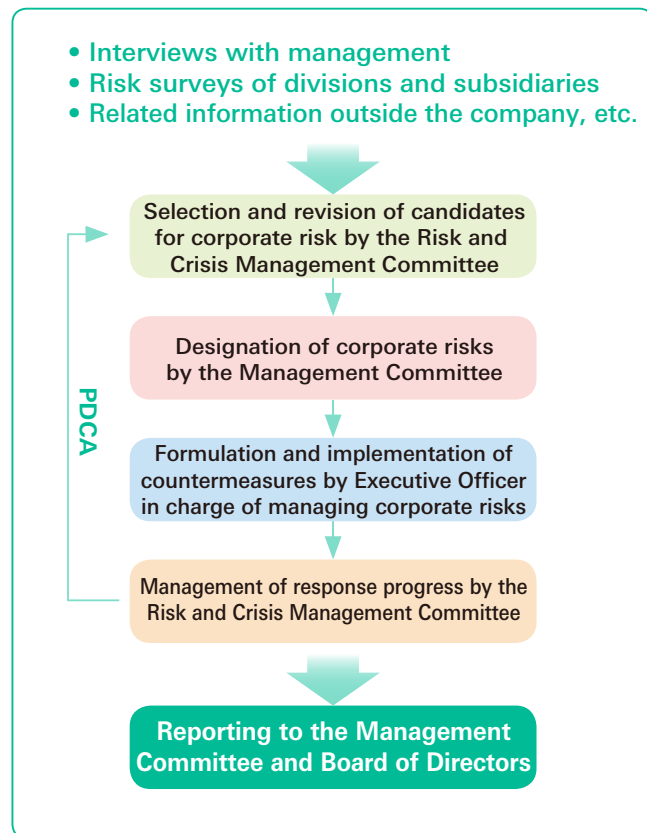 • Interviews with management
• Risk surveys of divisions and subsidiaries
• Related information outside the company, etc.
Selection and revision of candidates
for corporate risk by the Risk and
Crisis Management Committee
Designation of corporate risks
by the Management Committee
PDCA
Formulation and implementation of
countermeasures by Executive Officer
in charge of managing corporate risks
Management of response progress by the
Risk and Crisis Management Committee
Reporting to the Management
Committee and Board of Directors